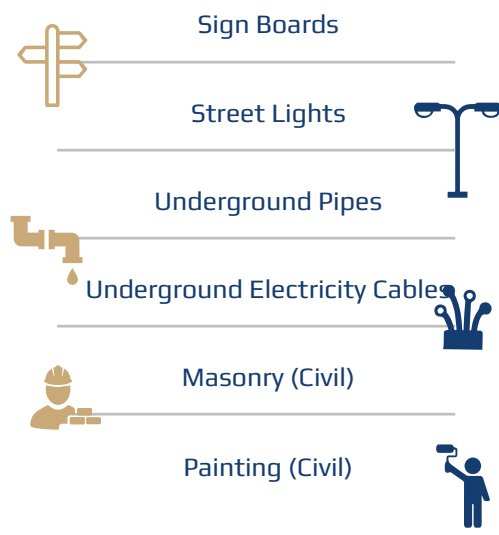 Sign Boards
Street Lights
Underground Pipes
Underground Electricity Cables
Masonry (Civil)
Painting (Civil)